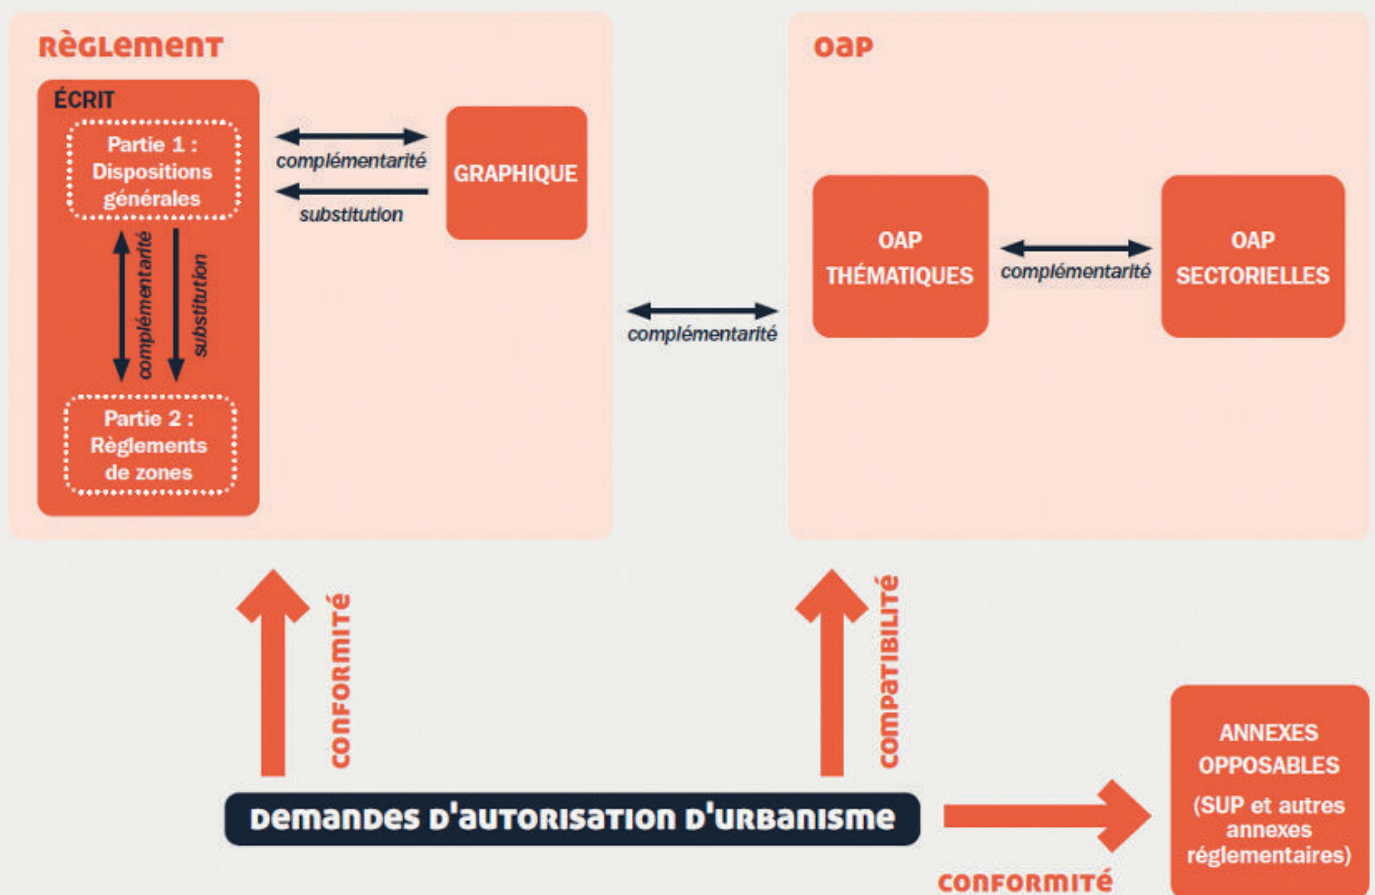 RèGLement
ÉCRIT
Partie 1 :
Dispositions
générales
complémentarité
substitution
Partie 2 :
Règlements
de zones
complémentarité
substitution
GRAPHIQUE
complémentarité
oaP
OAP
THÉMATIQUES
complémentarité
OAP
SECTORIELLES
conformité
compatibilité
Demandes d'autorisation d'urbanisme
conformité
ANNEXES
OPPOSABLES
(SUP et autres
annexes
réglementaires)